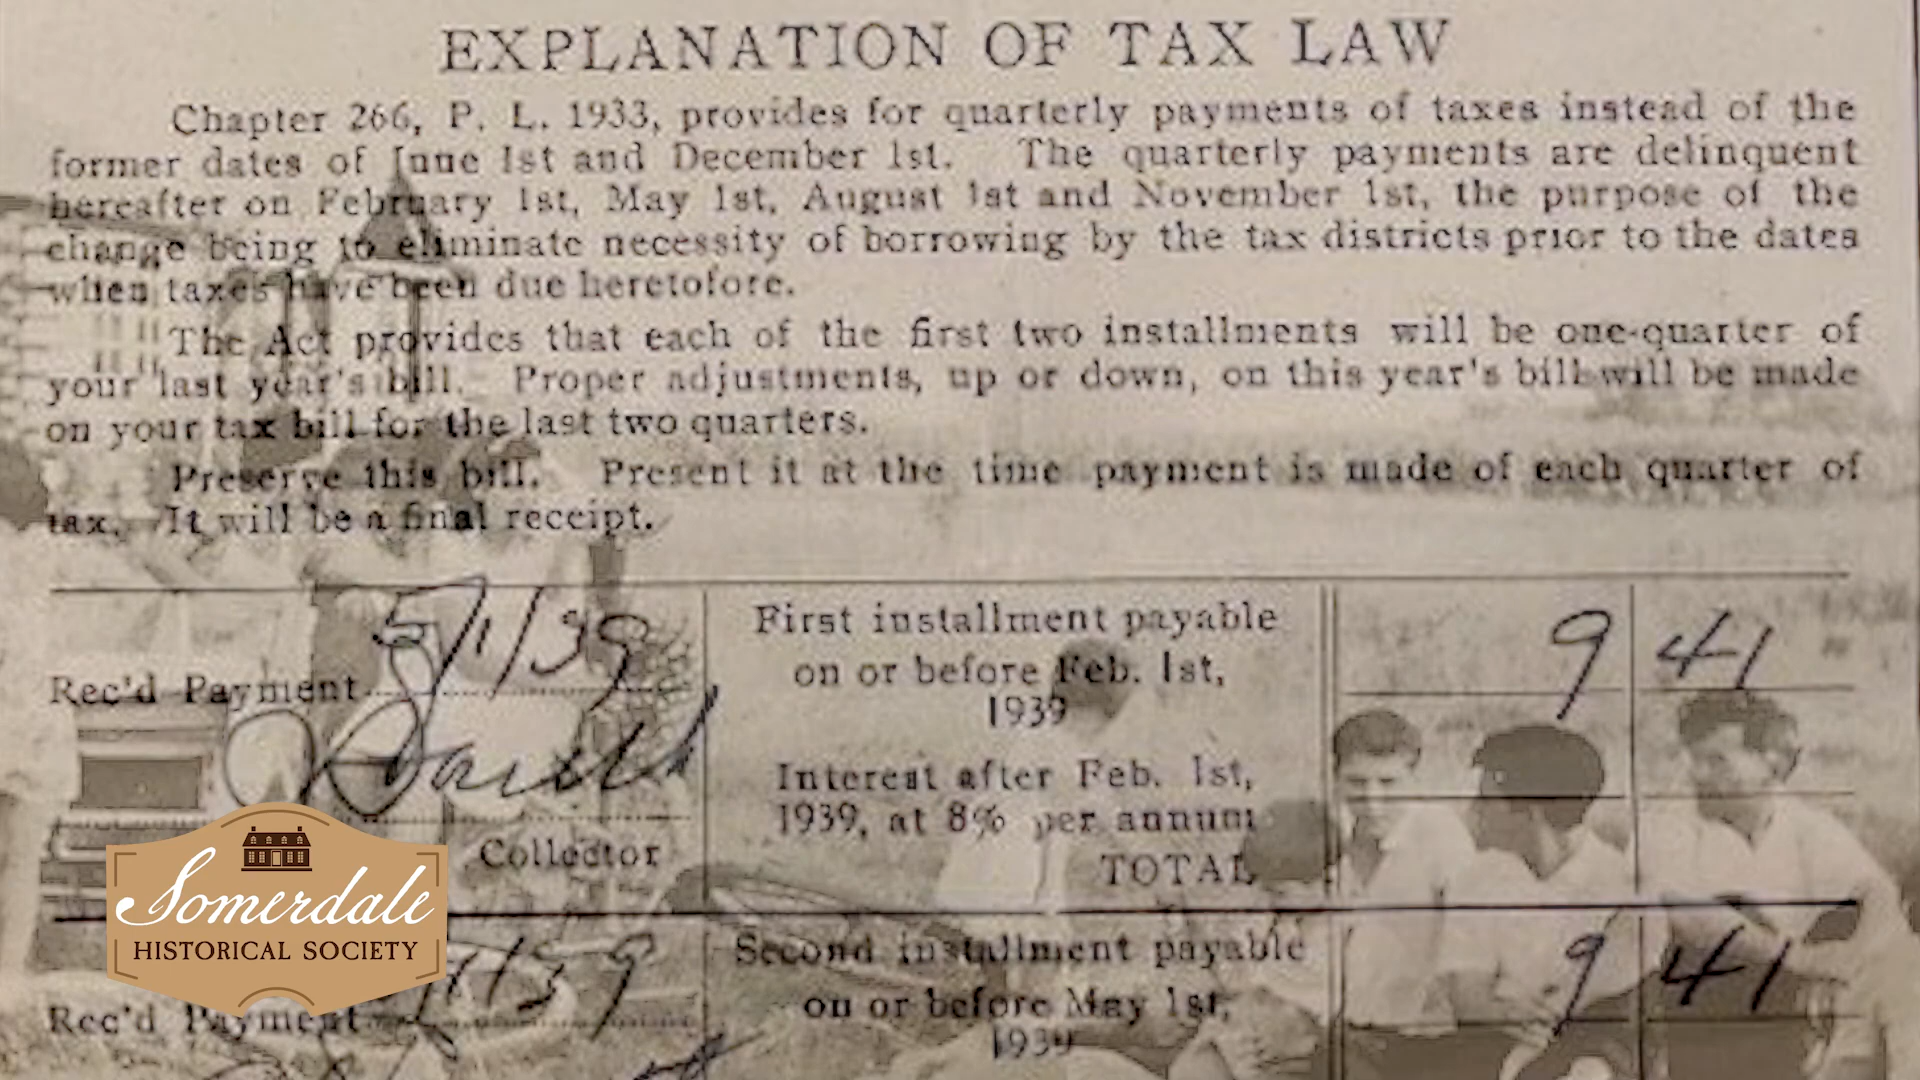 EXPLANATION OF TAX LAW
Chapter 266, P. L. 1933, provides for quarterly payments of taxes instead of the
former dates of June 1st and December 1st. The quarterly payments are delinquent
hereafter on February 1st, May 1st, August 1st and November 1st, the purpose of the
change being to eliminate necessity of borrowing by the tax districts prior to the dates
when taxes have been due heretofore.
The Act provides that each of the first two installments will be one-quarter of
your last year's bill. Proper adjustments, up or down, on this year's bill will be made
on your tax bill for the last two quarters.
Preserve this bill. Present it at the time payment is made of each quarter of
tax. It will be a final receipt.
Rec'd Payment 5/1/39
Collector
First installment payable
on or before Feb. 1st,
1939
9 41
Interest after Feb. 1st,
1939, at 8% per annum
TOTAL
Somerdale
HISTORICAL SOCIETY
Rec'd Payment
Second installment payable
on or before May 1st,
1939
9 41